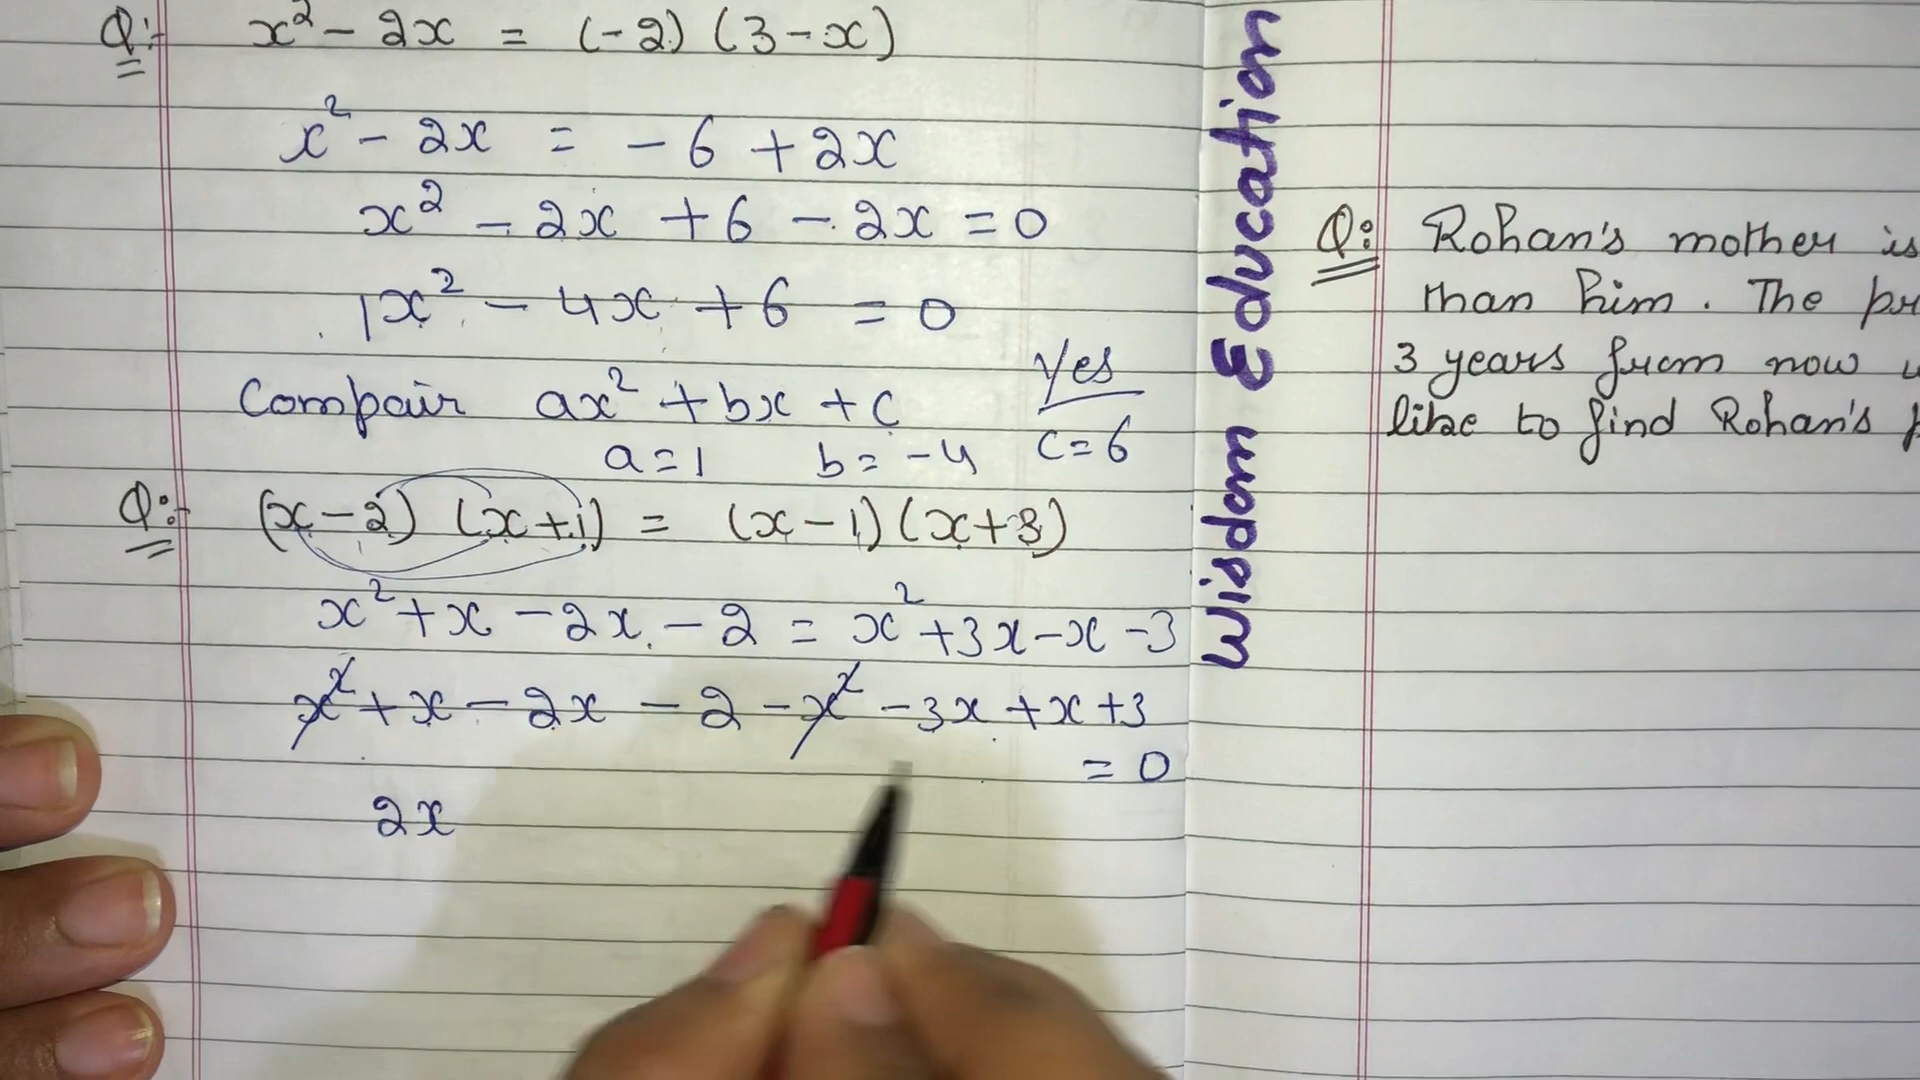 Q:- x² - 2x = (-2) (3 - x)
x² - 2x = - 6 + 2x
x² - 2x + 6 - 2x = 0
1x² - 4x + 6 = 0
Compair ax² + bx + c Yes
a = 1 b = -4 c = 6
Q:- (x - 2) (x + 1) = (x - 1) (x + 3)
x² + x - 2x - 2 = x² + 3x - x - 3
x² + x - 2x - 2 - x² - 3x + x + 3
= 0
2x
Wisdom Education
Q: Rohan's mother is
than him. The
3 years from now
like to find Rohan's